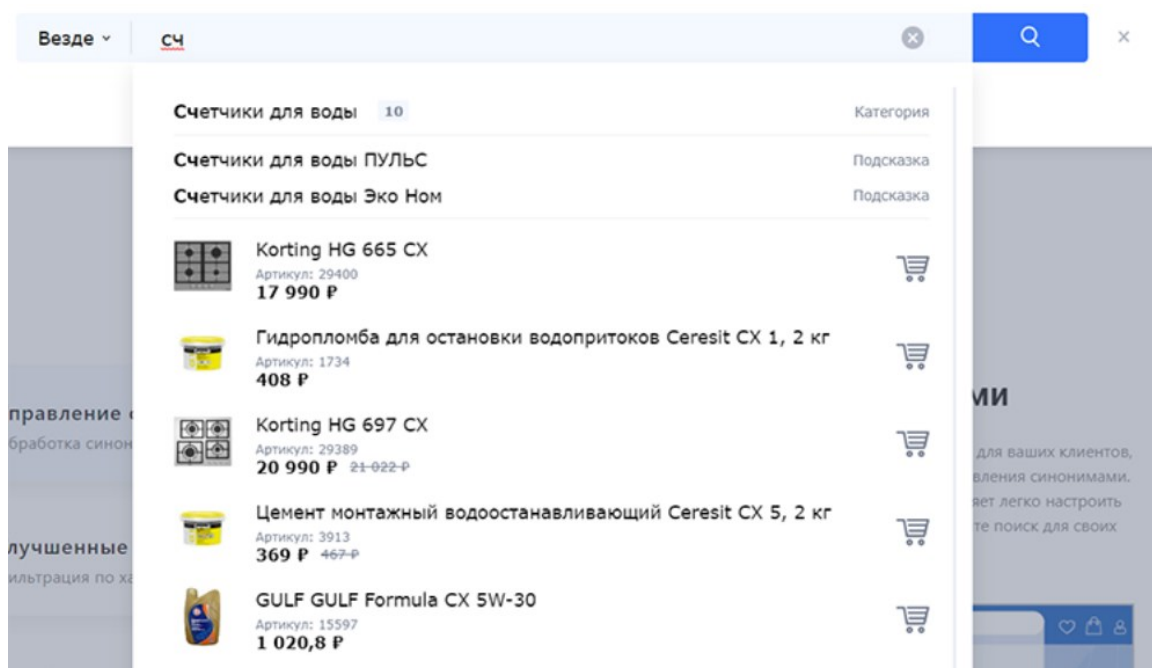 Везде
сч
Счетчики для воды 10 Категория
Счетчики для воды ПУЛЬС Подсказка
Счетчики для воды Эко Ном Подсказка
Korting HG 665 CX
Артикул: 29400
17 990 ₽
Гидропломба для остановки водопритоков Ceresit CX 1, 2 кг
Артикул: 1734
408 ₽
Korting HG 697 CX
Артикул: 29389
20 990 ₽ 21 022 ₽
Цемент монтажный водоостанавливающий Ceresit CX 5, 2 кг
Артикул: 3913
369 ₽ 467 ₽
GULF GULF Formula CX 5W-30
Артикул: 15597
1 020,8 ₽
правление
бработка синон
лучшенные
ильтрация по ха
ми
для ваших клиентов,
вления синонимами.
яет легко настроить
те поиск для своих